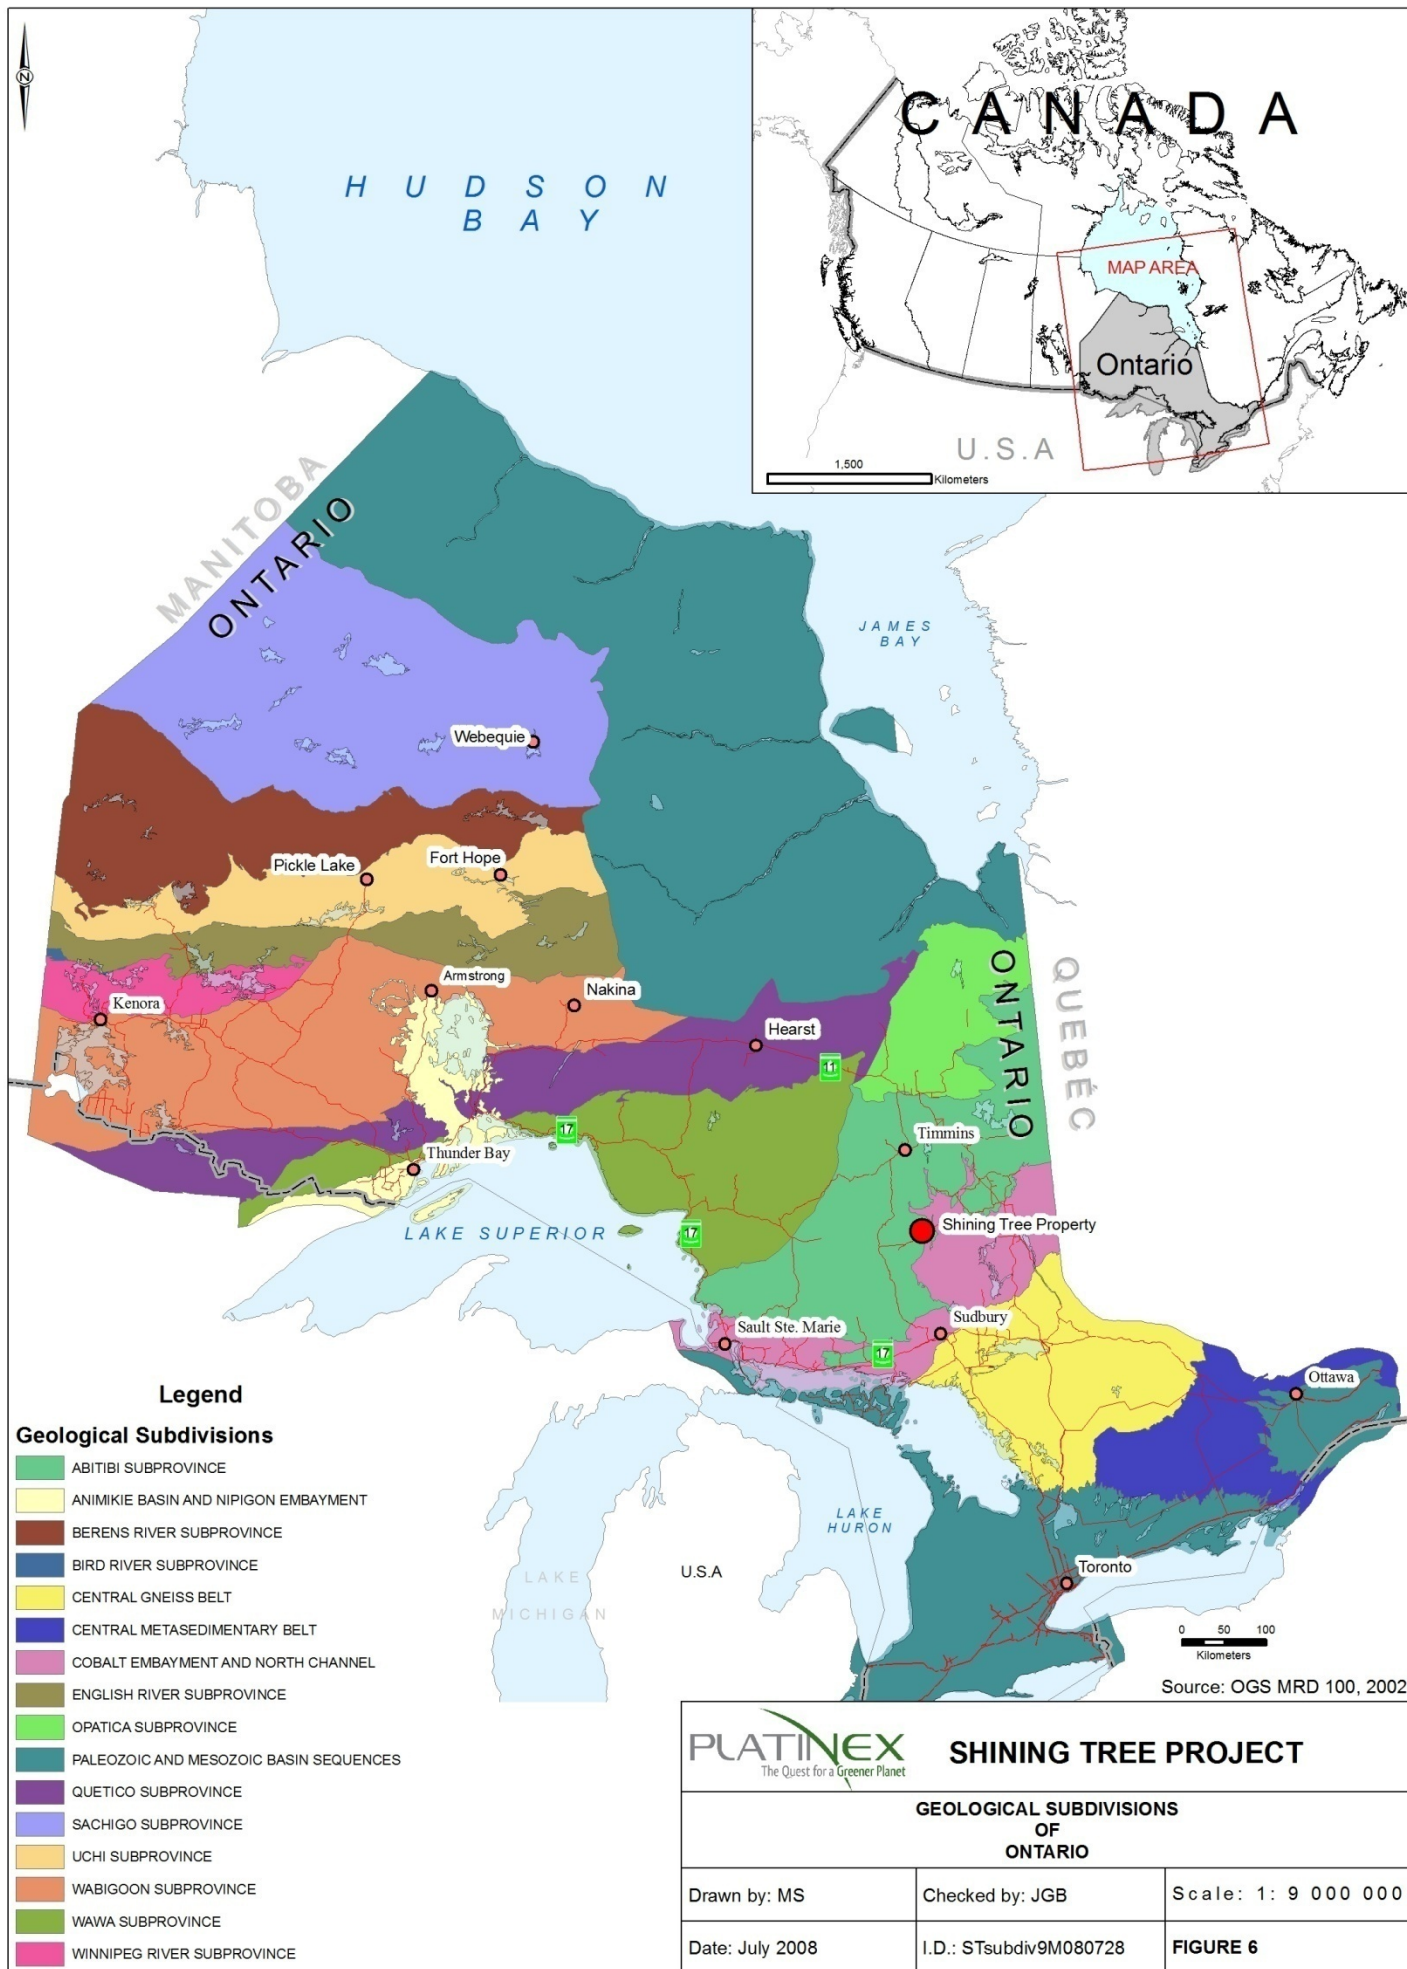 N
CANADA
MAP AREA
Ontario
U.S.A
1,500
Kilometers
HUDSON
BAY
MANITOBA
ONTARIO
JAMES
BAY
Webequie
Pickle Lake
Fort Hope
Armstrong
Nakina
Kenora
Hearst
ONTARIO
QUEBÉC
11
17
Timmins
Thunder Bay
Shining Tree Property
LAKE SUPERIOR
17
Sault Ste. Marie
Sudbury
17
Ottawa
LAKE
HURON
U.S.A
LAKE
MICHIGAN
Toronto
0 50 100
Kilometers
Source: OGS MRD 100, 2002
Legend
Geological Subdivisions
ABITIBI SUBPROVINCE
ANIMIKIE BASIN AND NIPIGON EMBAYMENT
BERENS RIVER SUBPROVINCE
BIRD RIVER SUBPROVINCE
CENTRAL GNEISS BELT
CENTRAL METASEDIMENTARY BELT
COBALT EMBAYMENT AND NORTH CHANNEL
ENGLISH RIVER SUBPROVINCE
OPATICA SUBPROVINCE
PALEOZOIC AND MESOZOIC BASIN SEQUENCES
QUETICO SUBPROVINCE
SACHIGO SUBPROVINCE
UCHI SUBPROVINCE
WABIGOON SUBPROVINCE
WAWA SUBPROVINCE
WINNIPEG RIVER SUBPROVINCE
PLATINEX
The Quest for a Greener Planet
SHINING TREE PROJECT
GEOLOGICAL SUBDIVISIONS
OF
ONTARIO
Drawn by: MS
Checked by: JGB
Scale: 1: 9 000 000
Date: July 2008
I.D.: STsubdiv9M080728
FIGURE 6